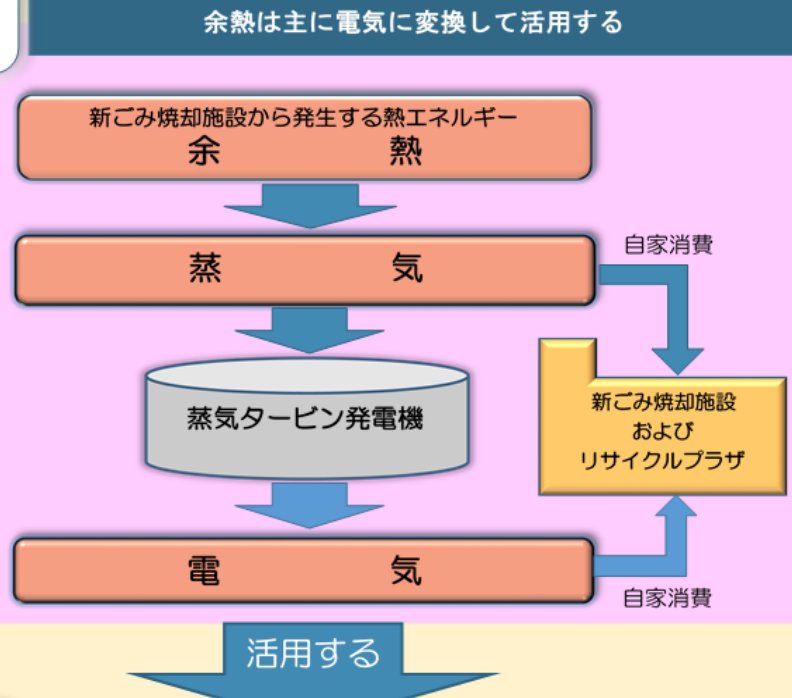 余熱は主に電気に変換して活用する
新ごみ焼却施設から発生する熱エネルギー
余　熱
蒸　気
自家消費
蒸気タービン発電機
新ごみ焼却施設
および
リサイクルプラザ
電　気
自家消費
活用する